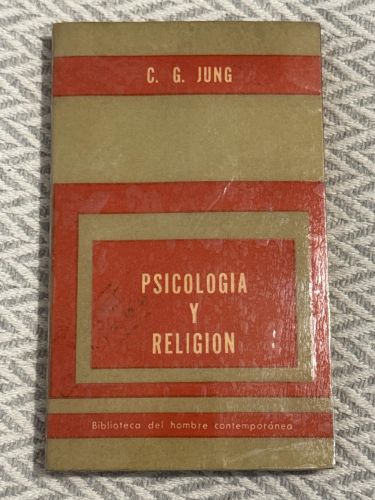 C. G. JUNG
PSICOLOGIA
Y
RELIGION
Biblioteca del hombre contemporáneo